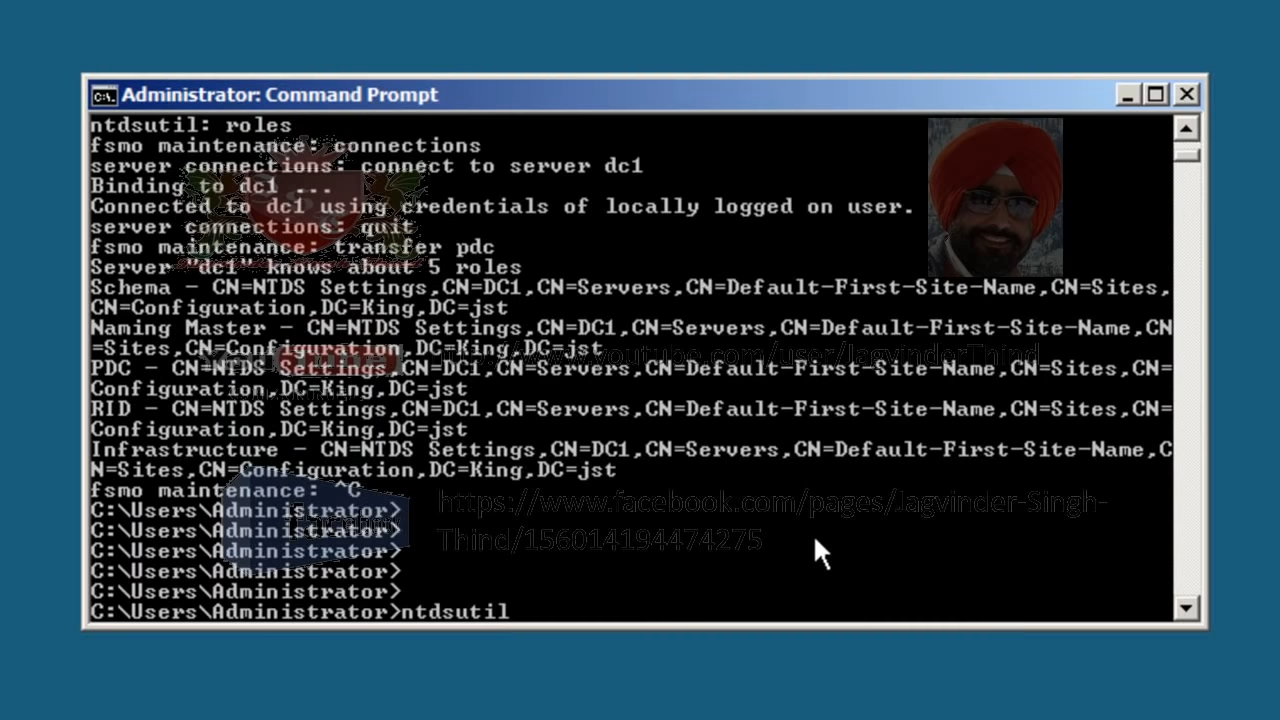 Administrator: Command Prompt
ntdsutil: roles
fsmo maintenance: connections
server connections: connect to server dc1
Binding to dc1 ...
Connected to dc1 using credentials of locally logged on user.
server connections: quit
fsmo maintenance: transfer pdc
Server "dc1" knows about 5 roles
Schema - CN=NTDS Settings,CN=DC1,CN=Servers,CN=Default-First-Site-Name,CN=Sites,
CN=Configuration,DC=King,DC=jst
Naming Master - CN=NTDS Settings,CN=DC1,CN=Servers,CN=Default-First-Site-Name,CN
=Sites,CN=Configuration,DC=King,DC=jst
https://www.youtube.com/user/JagvinderThind
PDC - CN=NTDS Settings,CN=DC1,CN=Servers,CN=Default-First-Site-Name,CN=Sites,CN=
Configuration,DC=King,DC=jst
RID - CN=NTDS Settings,CN=DC1,CN=Servers,CN=Default-First-Site-Name,CN=Sites,CN=
Configuration,DC=King,DC=jst
Infrastructure - CN=NTDS Settings,CN=DC1,CN=Servers,CN=Default-First-Site-Name,C
N=Sites,CN=Configuration,DC=King,DC=jst
fsmo maintenance: ^C
https://www.facebook.com/pages/Jagvinder-Singh-
Thind/156014194474275
C:\Users\Administrator>
C:\Users\Administrator>
C:\Users\Administrator>
C:\Users\Administrator>
C:\Users\Administrator>
C:\Users\Administrator>ntdsutil